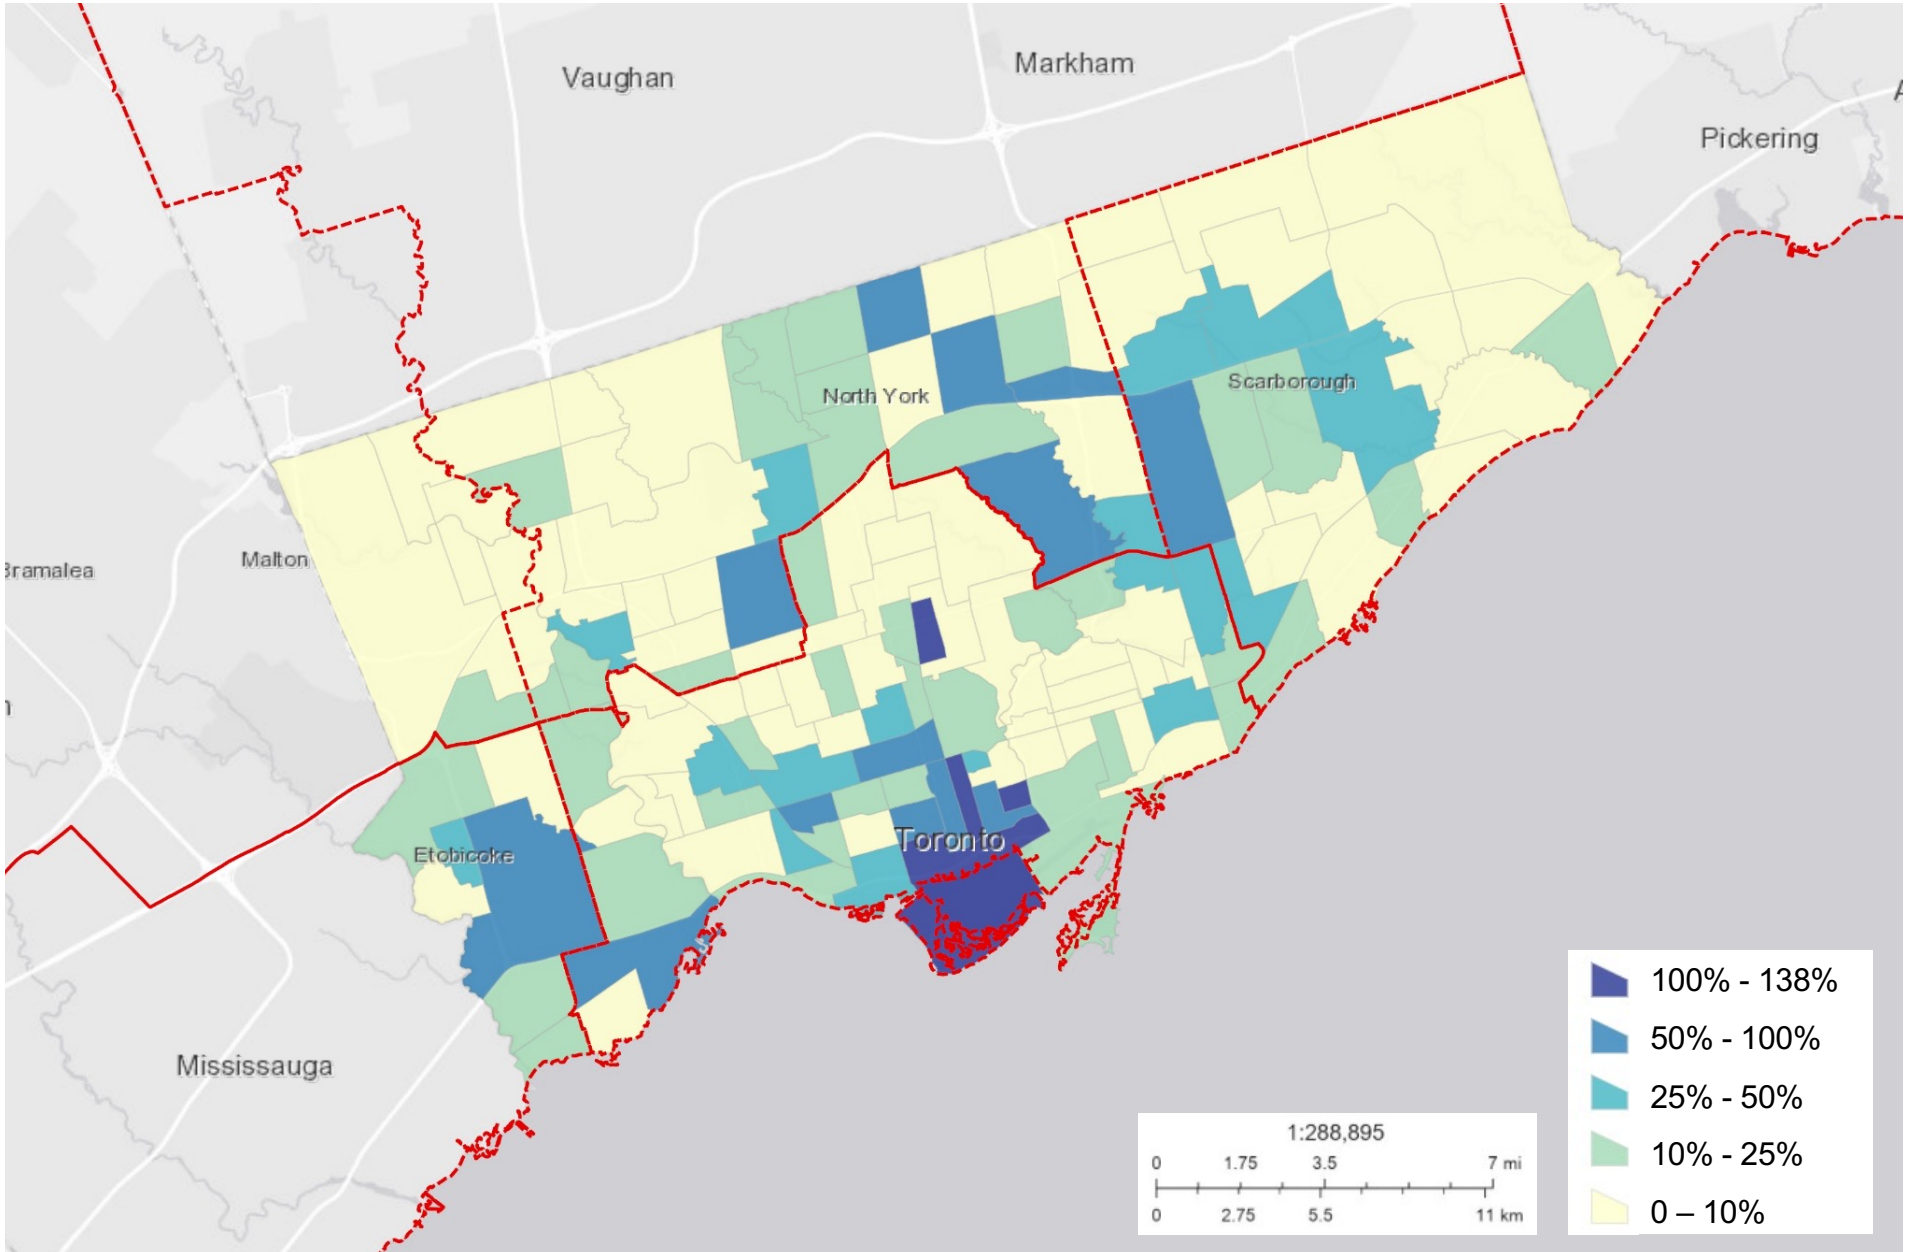 Vaughan
Markham
Pickering
North York
Scarborough
Malton
Bramalea
Toronto
Etobicoke
Mississauga
100% - 138%
50% - 100%
25% - 50%
10% - 25%
0 – 10%
1:288,895
0 1.75 3.5 7 mi
0 2.75 5.5 11 km